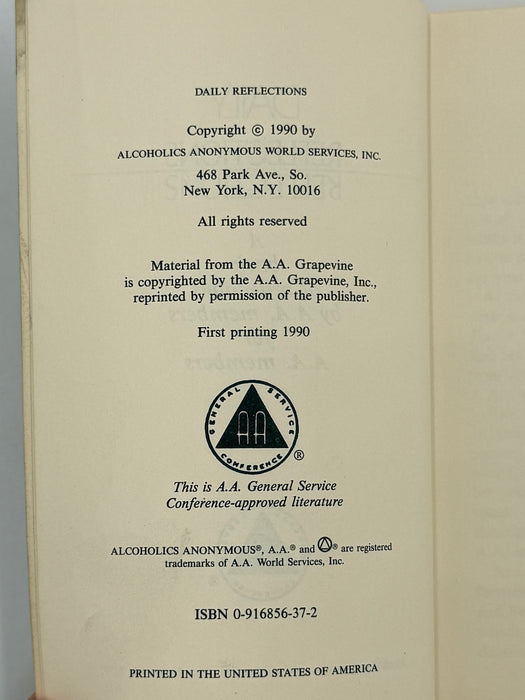 DAILY REFLECTIONS
Copyright © 1990 by
ALCOHOLICS ANONYMOUS WORLD SERVICES, INC.
468 Park Ave., So.
New York, N.Y. 10016
All rights reserved
Material from the A.A. Grapevine
is copyrighted by the A.A. Grapevine, Inc.,
reprinted by permission of the publisher.
First printing 1990
GENERAL SERVICE
AA
CONFERENCE ®
This is A.A. General Service
Conference-approved literature
ALCOHOLICS ANONYMOUS®, A.A.® and ® are registered
trademarks of A.A. World Services, Inc.
ISBN 0-916856-37-2
PRINTED IN THE UNITED STATES OF AMERICA